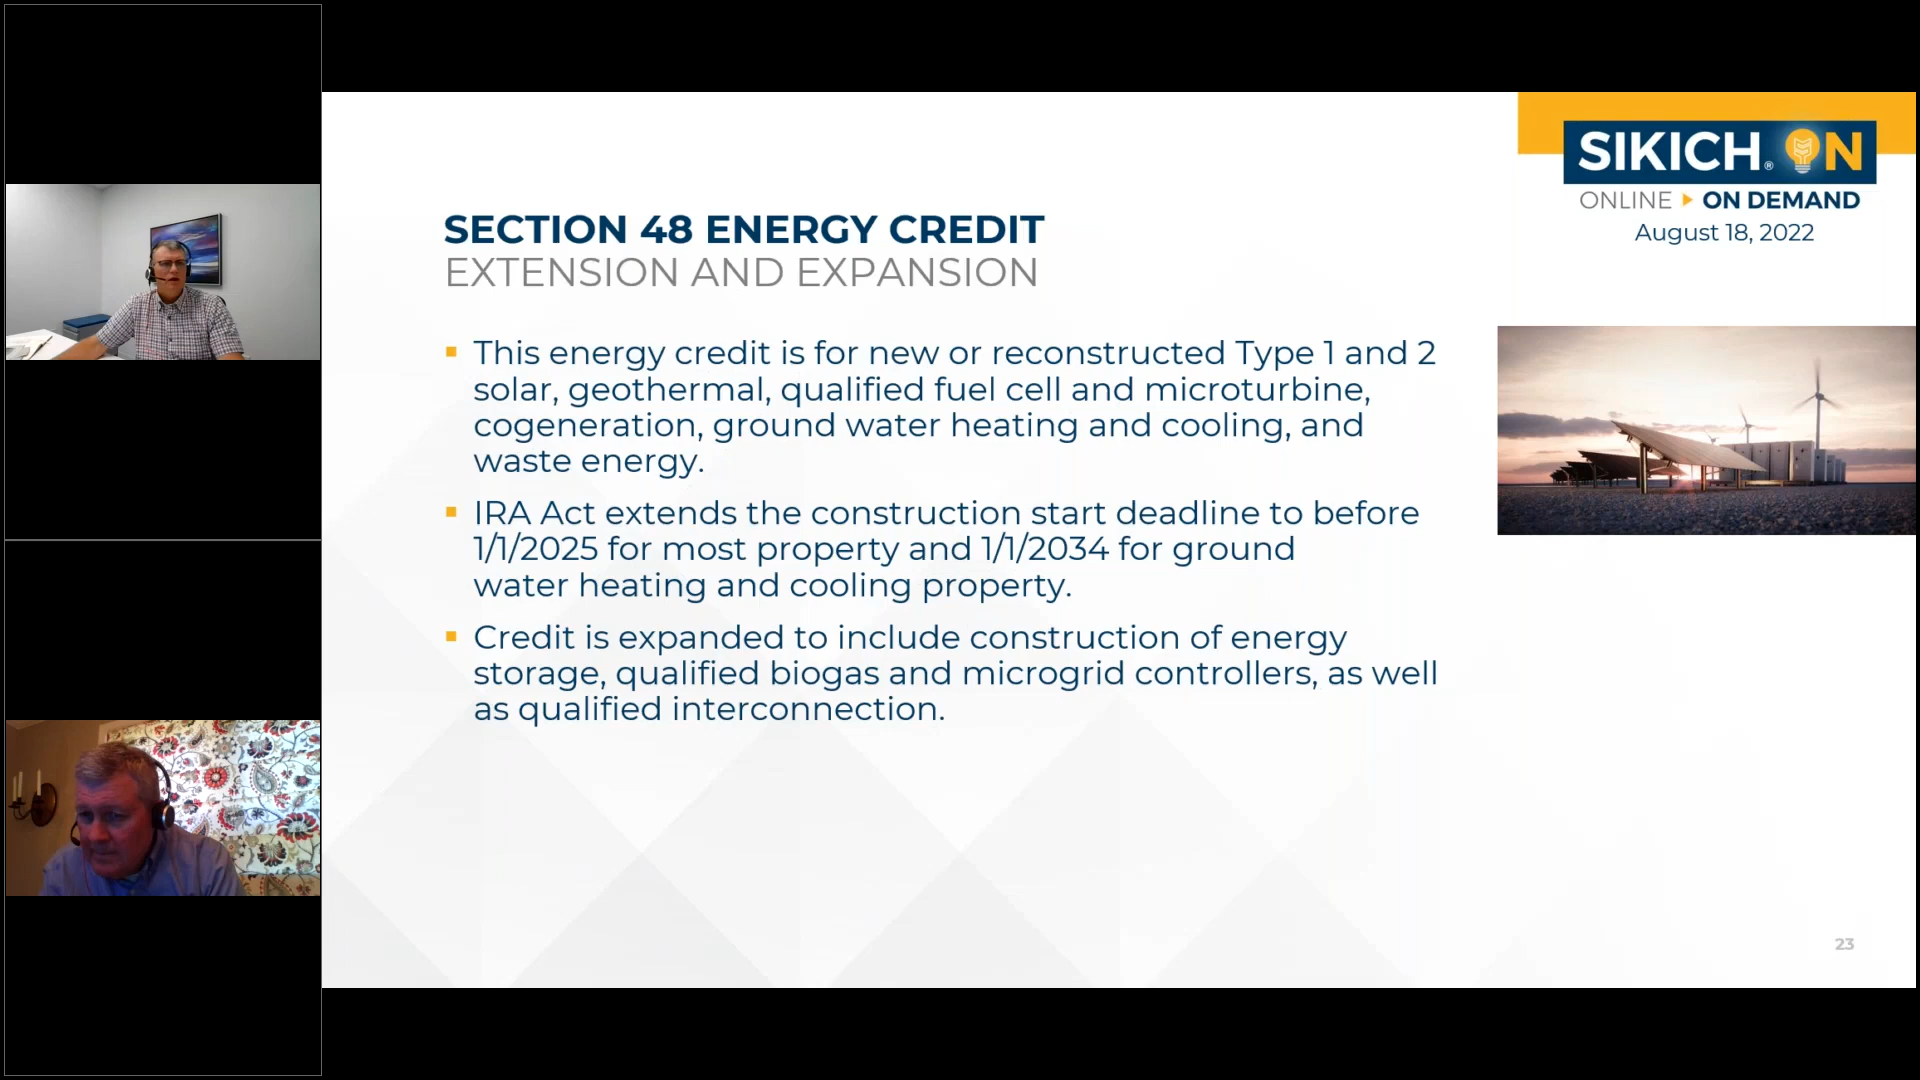 SIKICH® ON
ONLINE ▸ ON DEMAND
August 18, 2022
SECTION 48 ENERGY CREDIT
EXTENSION AND EXPANSION
▪ This energy credit is for new or reconstructed Type 1 and 2
solar, geothermal, qualified fuel cell and microturbine,
cogeneration, ground water heating and cooling, and
waste energy.
▪ IRA Act extends the construction start deadline to before
1/1/2025 for most property and 1/1/2034 for ground
water heating and cooling property.
▪ Credit is expanded to include construction of energy
storage, qualified biogas and microgrid controllers, as well
as qualified interconnection.
23